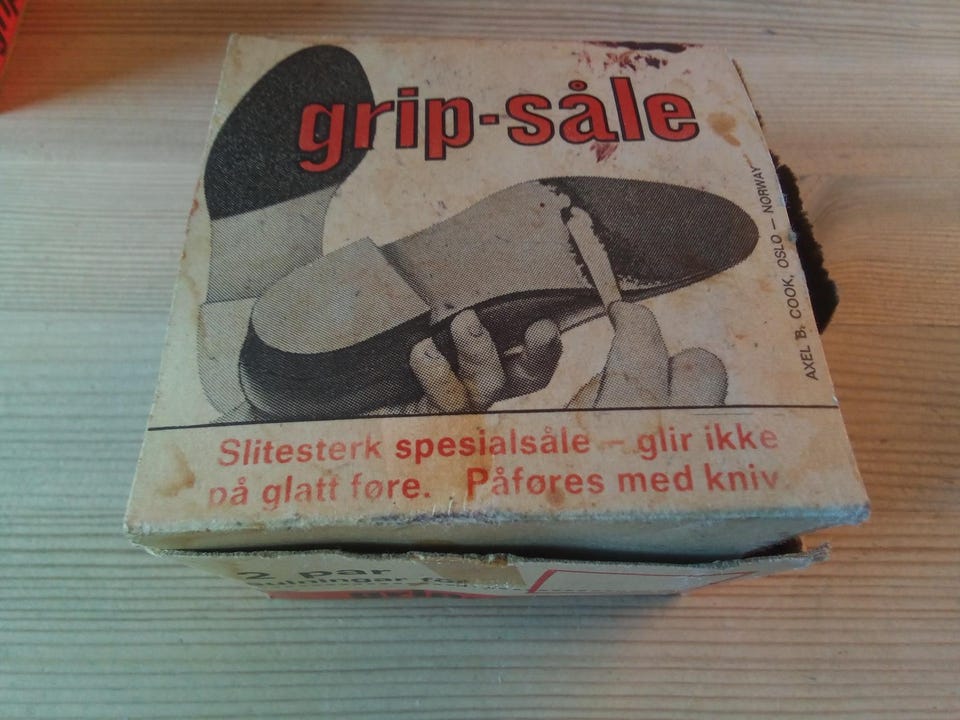 grip-såle
AXEL B. COOK, OSLO — NORWAY
Slitesterk spesialsåle — glir ikke
på glatt føre. Påføres med kniv
2 par